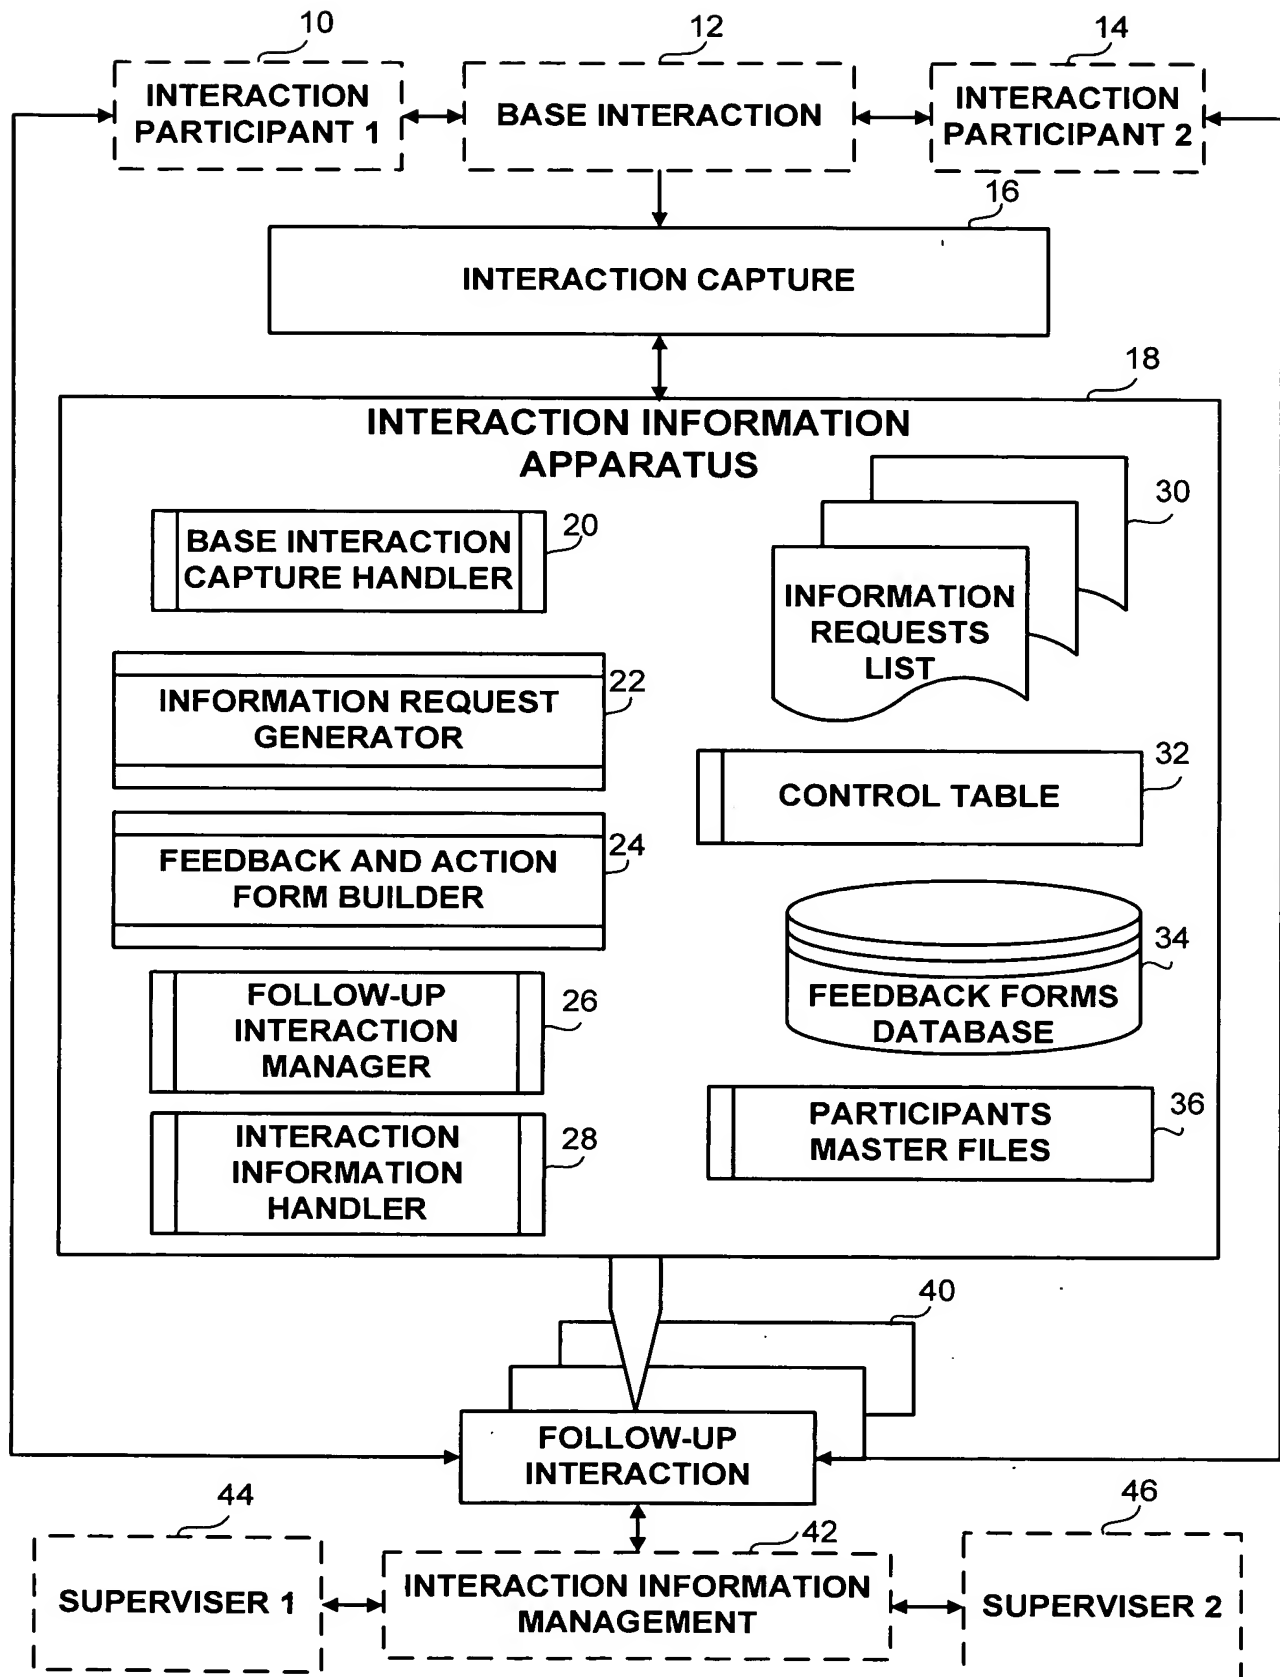 10
12
14
INTERACTION
PARTICIPANT 1
BASE INTERACTION
INTERACTION
PARTICIPANT 2
16
INTERACTION CAPTURE
18
INTERACTION INFORMATION
APPARATUS
20
BASE INTERACTION
CAPTURE HANDLER
30
INFORMATION
REQUESTS
LIST
22
INFORMATION REQUEST
GENERATOR
32
CONTROL TABLE
24
FEEDBACK AND ACTION
FORM BUILDER
34
FEEDBACK FORMS
DATABASE
26
FOLLOW-UP
INTERACTION
MANAGER
36
PARTICIPANTS
MASTER FILES
28
INTERACTION
INFORMATION
HANDLER
40
FOLLOW-UP
INTERACTION
44
42
46
SUPERVISER 1
INTERACTION INFORMATION
MANAGEMENT
SUPERVISER 2